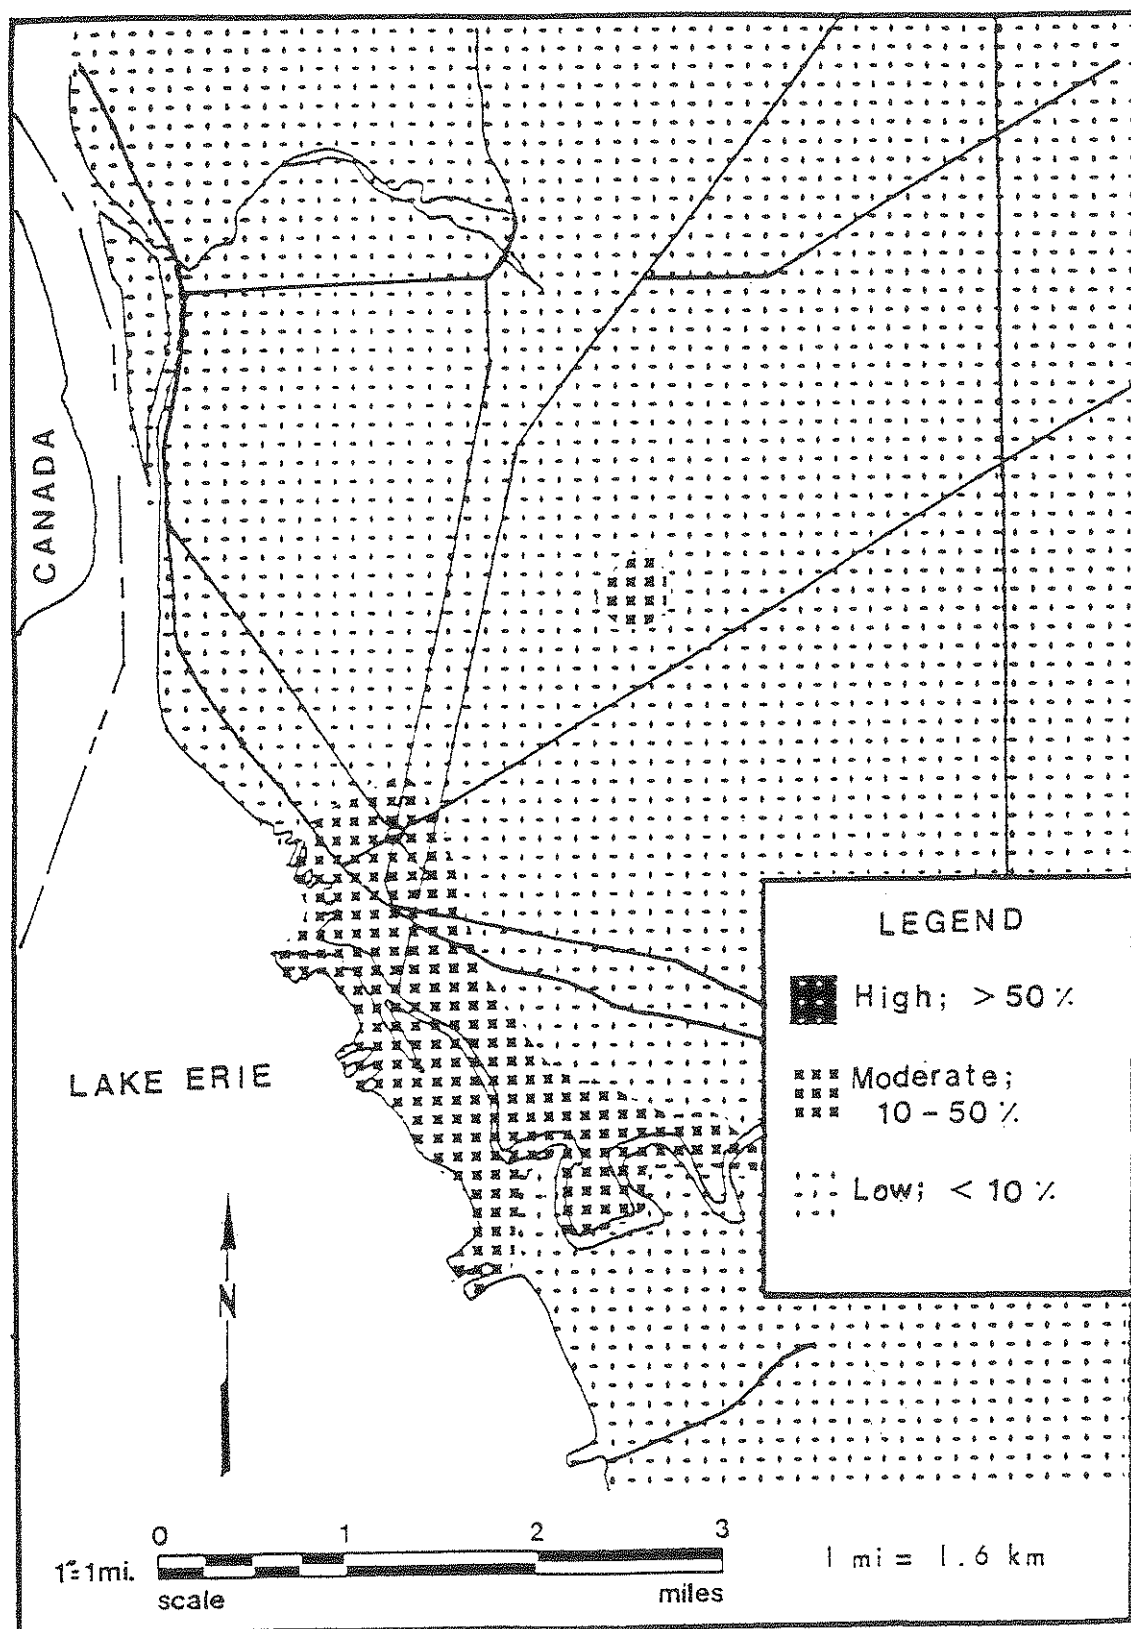 CANADA
LEGEND
High; > 50 %
Moderate;
10 - 50 %
Low; < 10 %
LAKE ERIE
N
0 1 2 3
1"=1mi.
scale miles
1 mi = 1.6 km